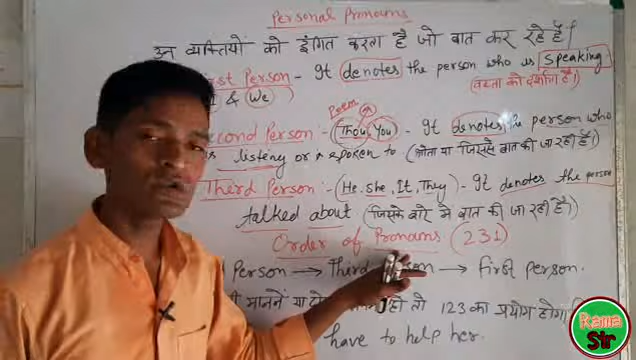 Personal Pronouns
उन व्यक्तियों को इंगित करता है जो बात कर रहे हैं।
First Person - It denotes the person who is Speaking
I & We (वक्ता को दर्शाता है।)
Poem
Second Person - (Thou, You) - It denotes the person who
is listeny or is spoken to (श्रोता या जिससे बात की जा रही है।)
Third Person - (He, She, It, They) - It denotes the person
talked about (जिसके बारे में बात की जा रही है।)
Order of Pronouns (231)
Person → Third Person → first person.
मानने या हो तो 123 का प्रयोग होगा।
have to help her.
Rama
Str